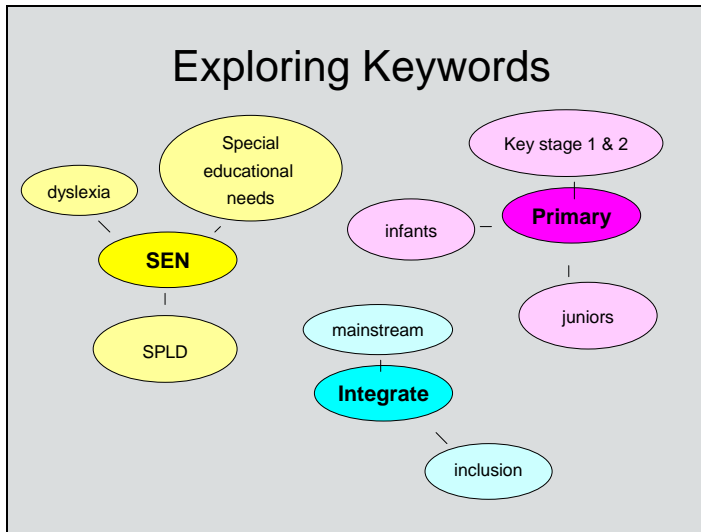 Exploring Keywords
Special
educational
needs
dyslexia
SEN
SPLD
Key stage 1 & 2
Primary
infants
juniors
mainstream
Integrate
inclusion